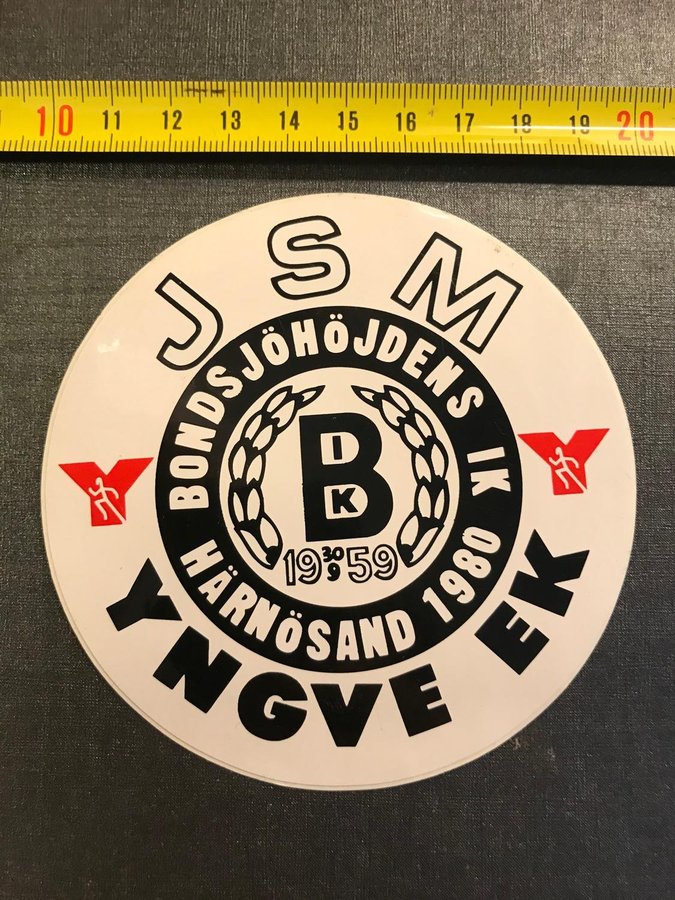 10 11 12 13 14 15 16 17 18 19 20
JSM
BONDSJÖHÖJDENS IK
B
I
K
19 30/9 59
HÄRNÖSAND 1980
YNGVE EK